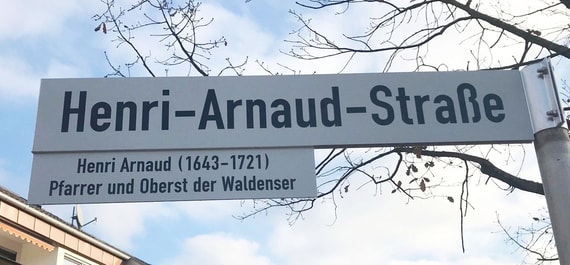 Henri-Arnaud-Straße
Henri Arnaud (1643-1721)
Pfarrer und Oberst der Waldenser